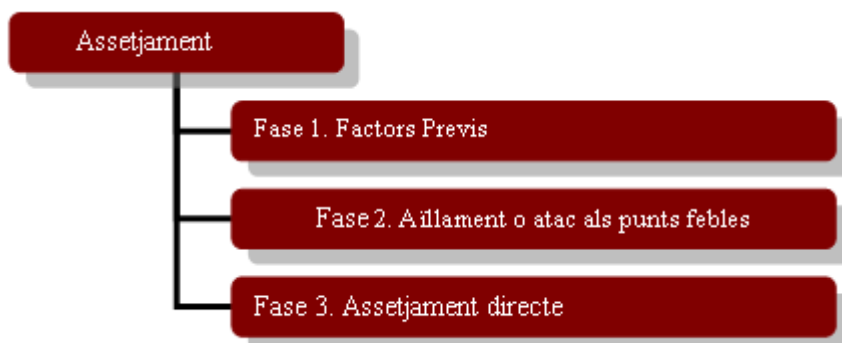 Assetjament
Fase 1. Factors Previs
Fase 2. Aïllament o atac als punts febles
Fase 3. Assetjament directe